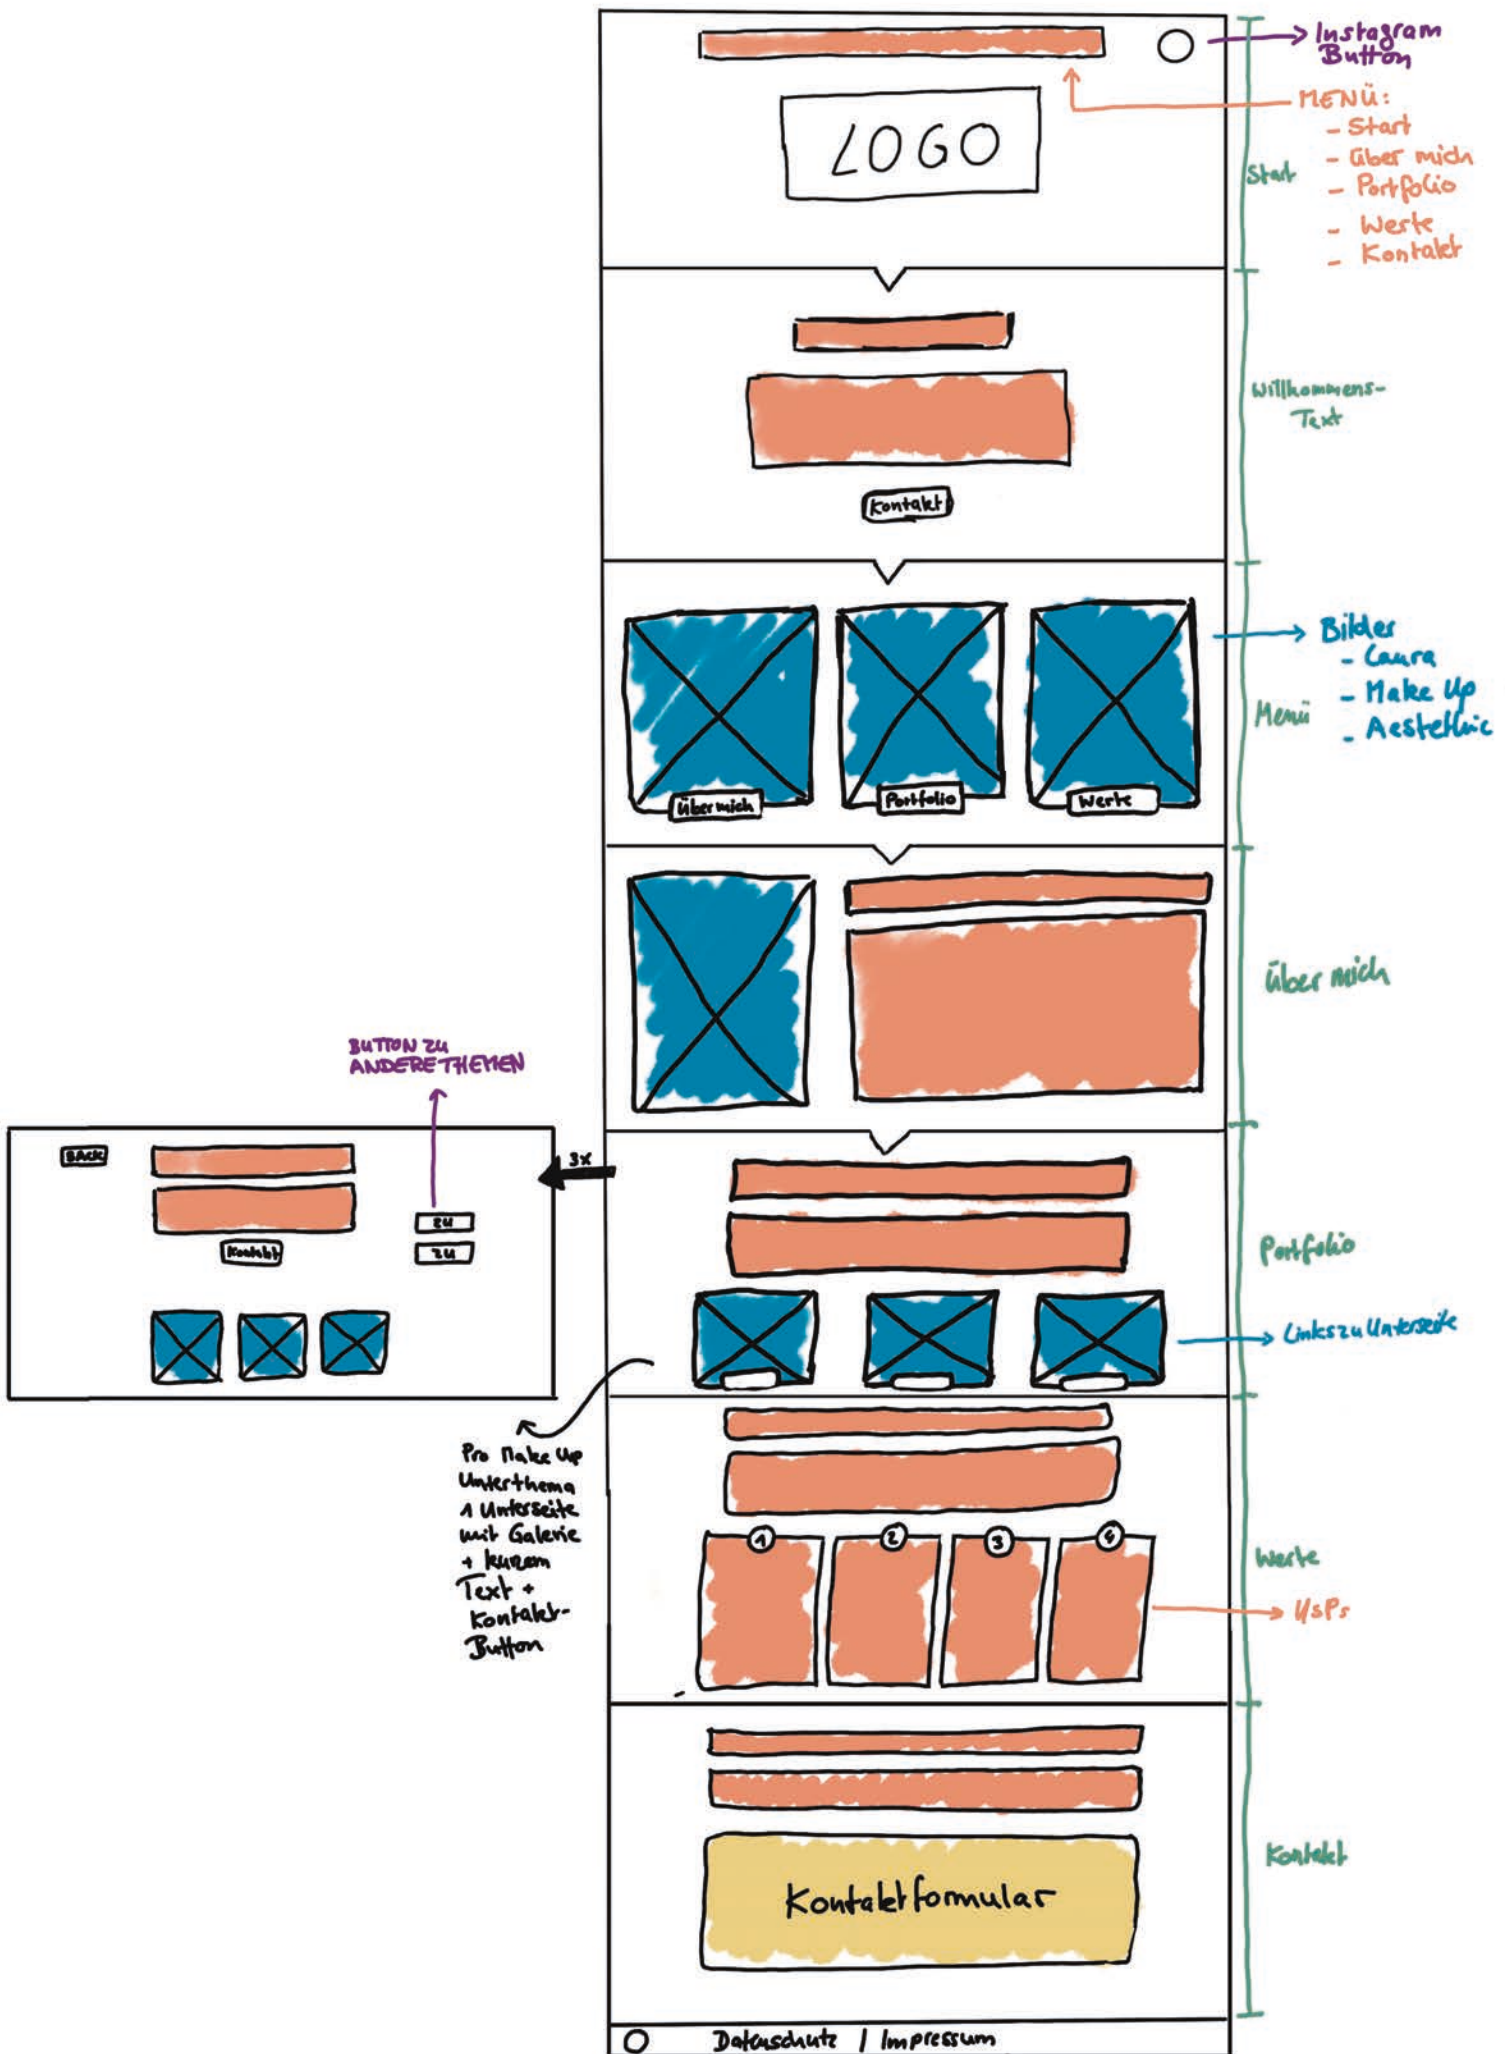 Instagram
Button
MENÜ:
- Start
- Über mich
- Portfolio
- Werte
- Kontakt
LOGO
Start
Willkommens-
Text
Kontakt
Bilder
- Laura
- Make Up
- Aestethic
Menü
Über mich
Portfolio
Werte
Über mich
BUTTON ZU
ANDERE THEMEN
BACK
3x
ZU
ZU
Kontakt
Portfolio
Links zu Unterseite
Pro Make Up
Unterthema
1 Unterseite
mit Galerie
+ kurzem
Text +
Kontakt-
Button
1
2
3
4
Werte
USPs
Kontaktformular
Kontakt
Datenschutz | Impressum